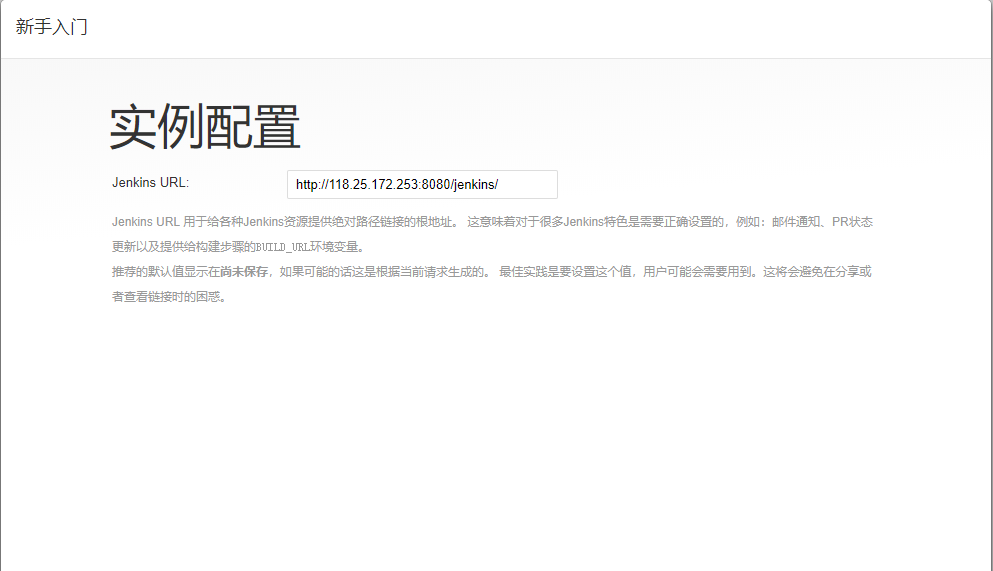 新手入门
实例配置
Jenkins URL: http://118.25.172.253:8080/jenkins/
Jenkins URL 用于给各种Jenkins资源提供绝对路径链接的根地址。 这意味着对于很多Jenkins特色是需要正确设置的，例如：邮件通知、PR状态
更新以及提供给构建步骤的BUILD_URL环境变量。
推荐的默认值显示在尚未保存，如果可能的话这是根据当前请求生成的。 最佳实践是要设置这个值，用户可能会需要用到。这将会避免在分享或
者查看链接时的困惑。